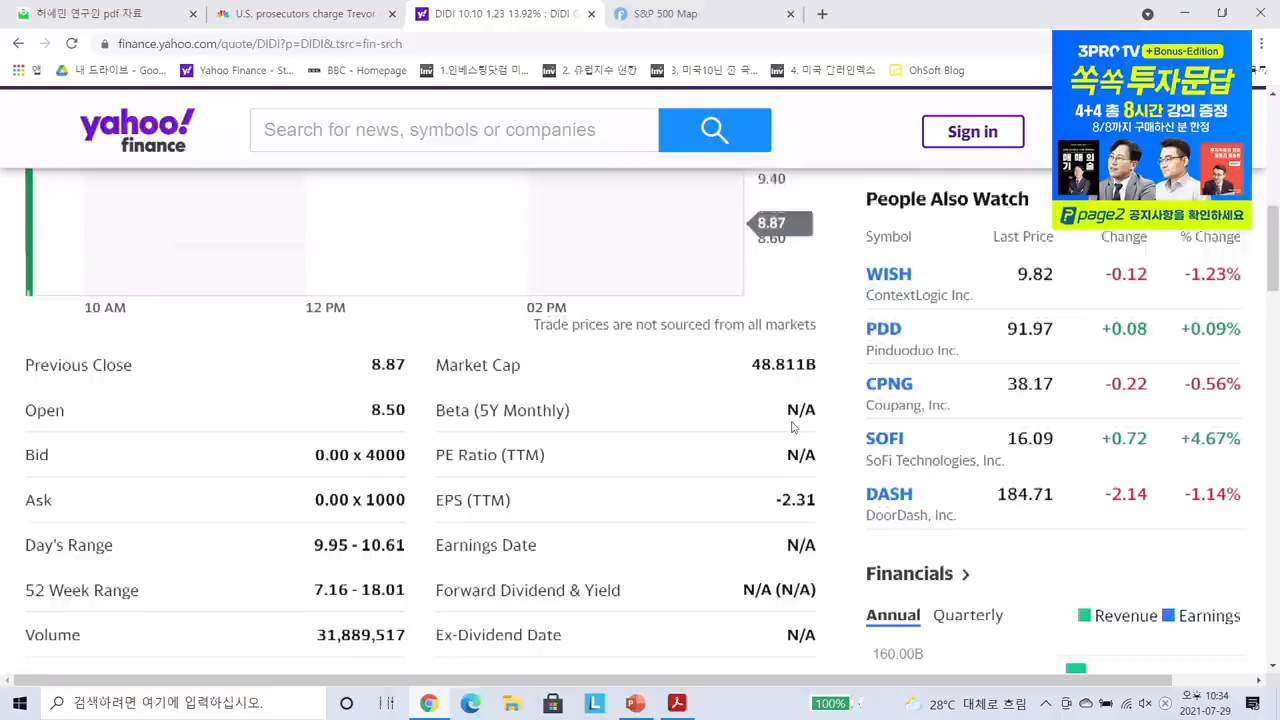 허혜민 연구원.pdf
U.S. prosecutors charge Trevor
DIDI 10.10 1.23 13.92% : DIDI G
S&P 500 Map
finance.yahoo.com/quote/DIDI?p=DIDI&tsrc=fin-srch
앱
내 드라이브 - Goo...
Yahoo Finance - St...
BBC - Homepage
1.인베스팅닷컴 미...
2. 유럽지수 현황
3. 미국10년 존 국...
4. 미국 달러인덱스
OhSoft Blog
3PROTV +Bonus-Edition
쏙쏙 투자문답
4+4 총 8시간 강의 증정
8/8까지 구매하신 분 한정
page2 공지사항을 확인하세요
yahoo!
finance
Search for news, symbols or companies
Sign in
9.40
8.87
8.60
10 AM 12 PM 02 PM
Trade prices are not sourced from all markets
Previous Close 8.87
Open 8.50
Bid 0.00 x 4000
Ask 0.00 x 1000
Day's Range 9.95 - 10.61
52 Week Range 7.16 - 18.01
Volume 31,889,517
Market Cap 48.811B
Beta (5Y Monthly) N/A
PE Ratio (TTM) N/A
EPS (TTM) -2.31
Earnings Date N/A
Forward Dividend & Yield N/A (N/A)
Ex-Dividend Date N/A
People Also Watch
Symbol Last Price Change % Change
WISH 9.82 -0.12 -1.23%
ContextLogic Inc.
PDD 91.97 +0.08 +0.09%
Pinduoduo Inc.
CPNG 38.17 -0.22 -0.56%
Coupang, Inc.
SOFI 16.09 +0.72 +4.67%
SoFi Technologies, Inc.
DASH 184.71 -2.14 -1.14%
DoorDash, Inc.
Financials
Annual Quarterly
Revenue Earnings
160.00B
검색하려면 여기에 입력하십시오.
100%
28°C 대체로 흐림
오후 10:34
2021-07-29